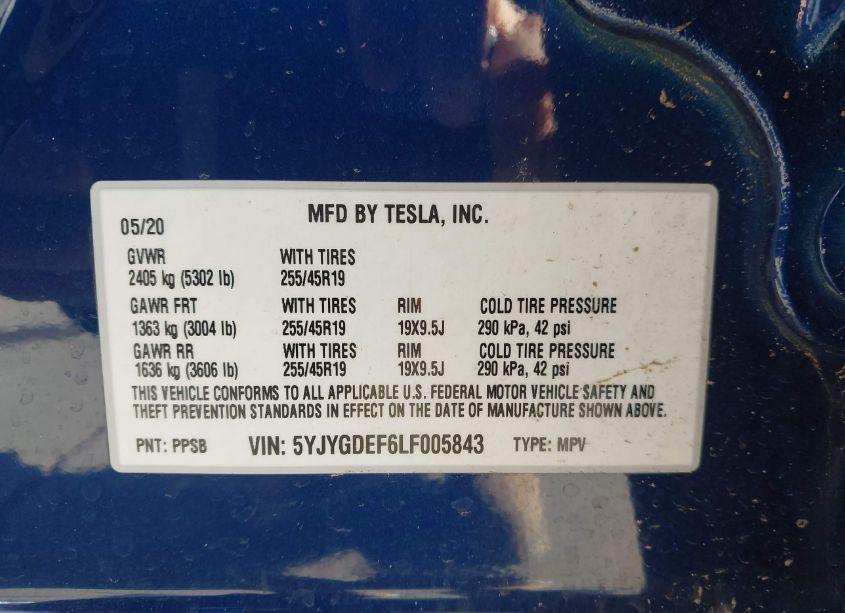 MFD BY TESLA, INC.
05/20
GVWR WITH TIRES
2405 kg (5302 lb) 255/45R19
GAWR FRT WITH TIRES RIM COLD TIRE PRESSURE
1363 kg (3004 lb) 255/45R19 19X9.5J 290 kPa, 42 psi
GAWR RR WITH TIRES RIM COLD TIRE PRESSURE
1636 kg (3606 lb) 255/45R19 19X9.5J 290 kPa, 42 psi
THIS VEHICLE CONFORMS TO ALL APPLICABLE U.S. FEDERAL MOTOR VEHICLE SAFETY AND
THEFT PREVENTION STANDARDS IN EFFECT ON THE DATE OF MANUFACTURE SHOWN ABOVE.
PNT: PPSB VIN: 5YJYGDEF6LF005843 TYPE: MPV